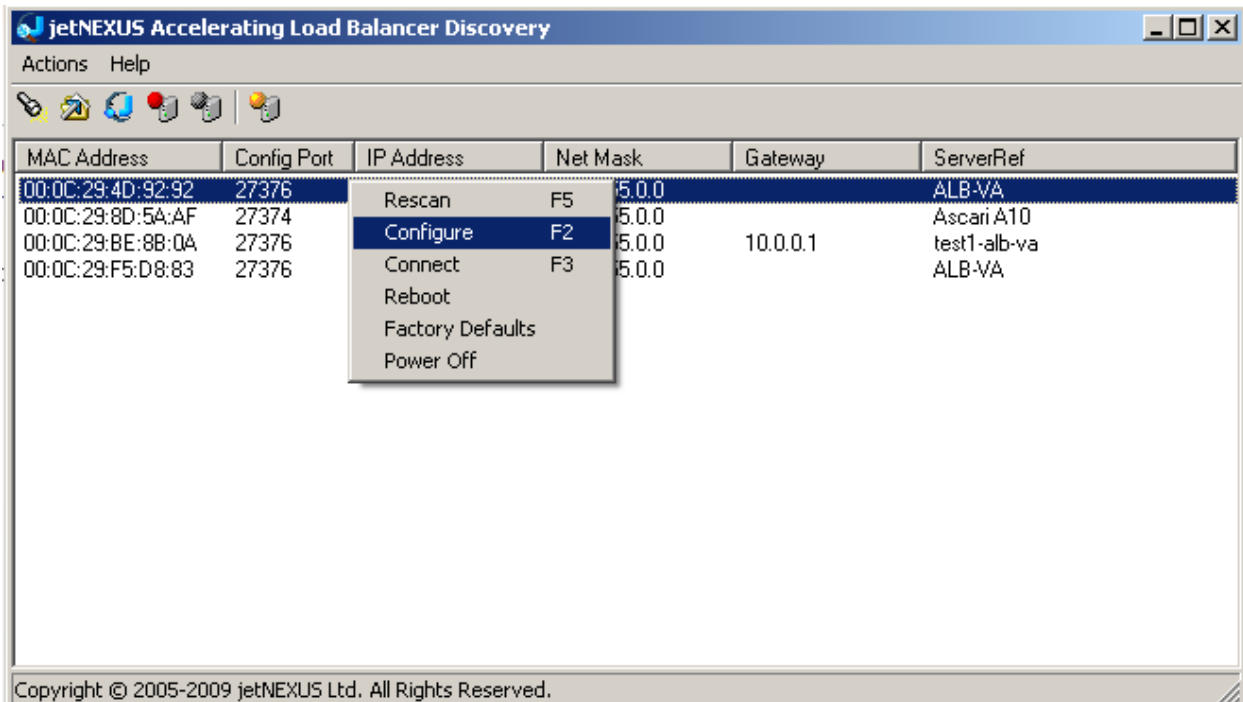 jetNEXUS Accelerating Load Balancer Discovery
Actions Help
MAC Address Config Port IP Address Net Mask Gateway ServerRef
00:0C:29:4D:92:92 27376 5.0.0 ALB-VA
00:0C:29:8D:5A:AF 27374 5.0.0 Ascari A10
00:0C:29:BE:8B:0A 27376 5.0.0 10.0.0.1 test1-alb-va
00:0C:29:F5:D8:83 27376 5.0.0 ALB-VA
Rescan F5
Configure F2
Connect F3
Reboot
Factory Defaults
Power Off
Copyright © 2005-2009 jetNEXUS Ltd. All Rights Reserved.